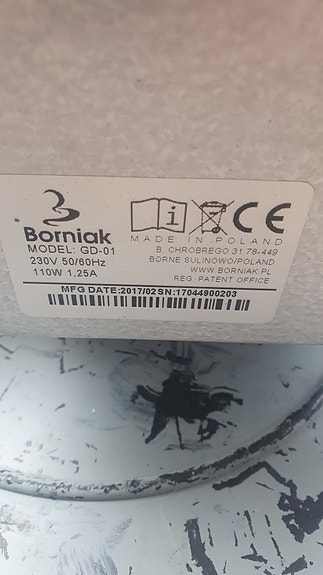 Borniak
MODEL: GD-01
230V 50/60Hz
110W 1,25A
MADE IN POLAND
B. CHROBREGO 31 78-449
BORNE SULINOWO/POLAND
WWW.BORNIAK.PL
REG. PATENT OFFICE
MFG DATE:2017/02 SN:17044900203